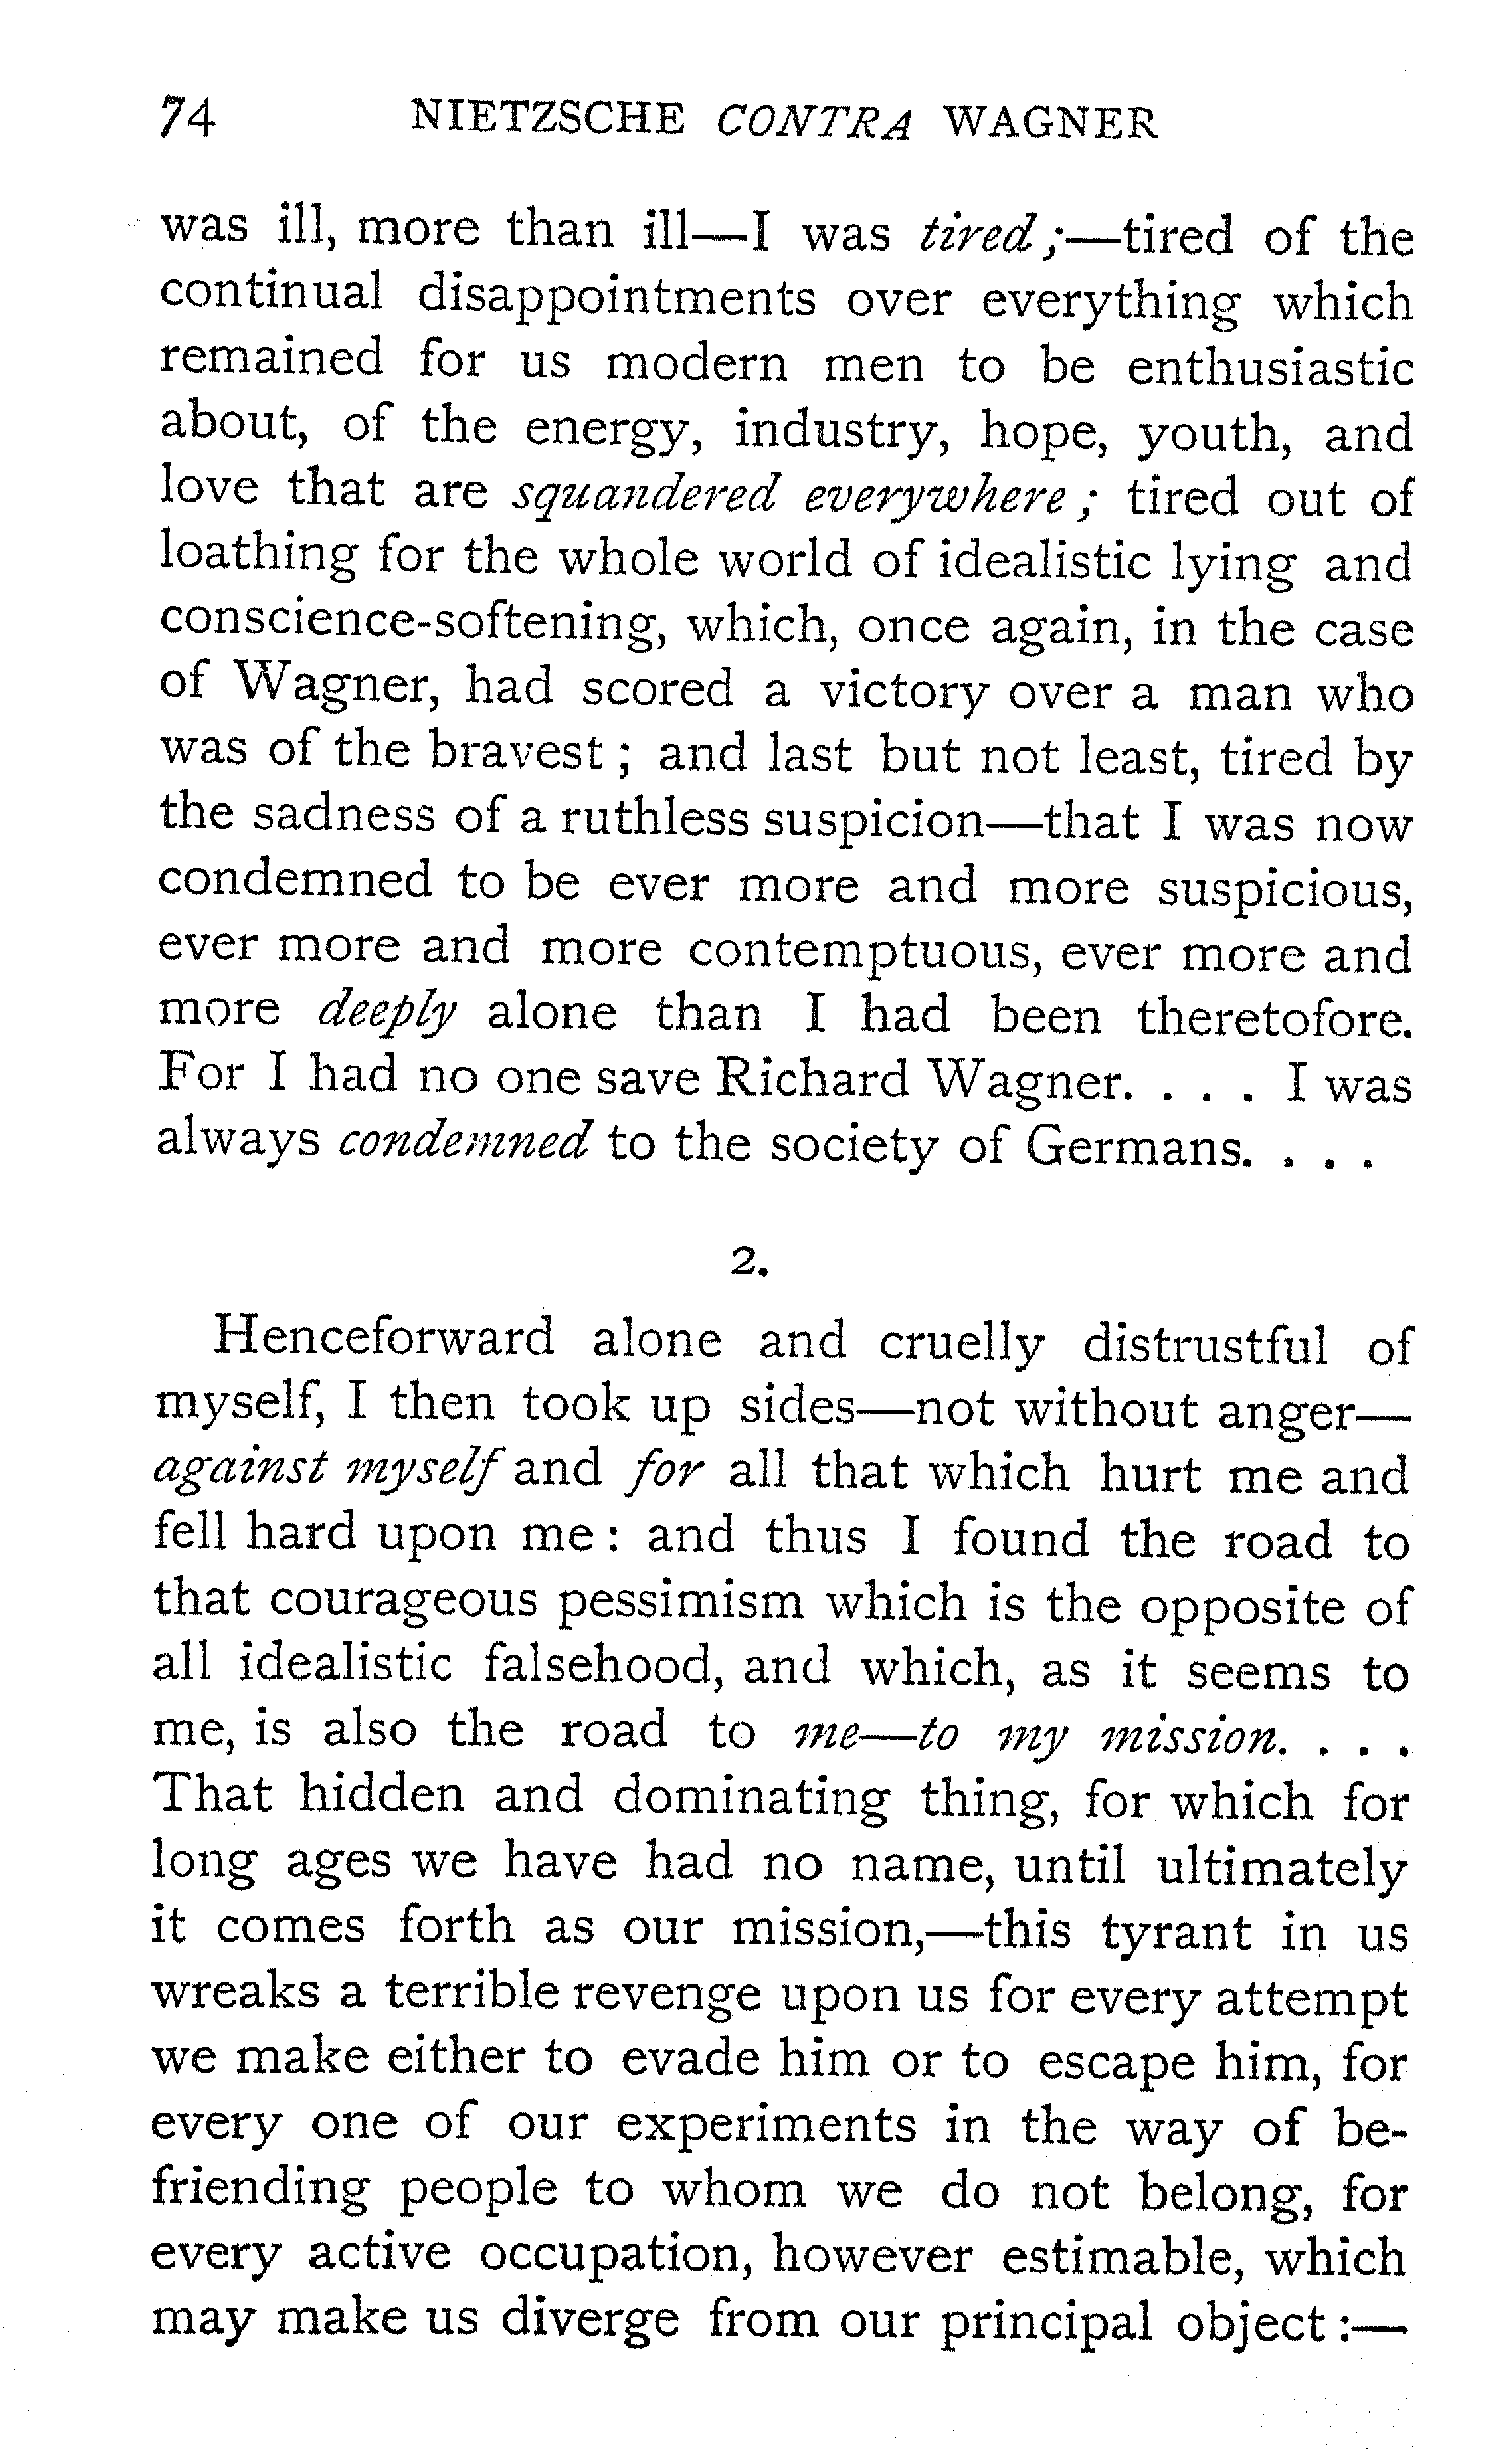 74 NIETZSCHE CONTRA WAGNER
was ill, more than ill—I was tired;—tired of the
continual disappointments over everything which
remained for us modern men to be enthusiastic
about, of the energy, industry, hope, youth, and
love that are squandered everywhere; tired out of
loathing for the whole world of idealistic lying and
conscience-softening, which, once again, in the case
of Wagner, had scored a victory over a man who
was of the bravest; and last but not least, tired by
the sadness of a ruthless suspicion—that I was now
condemned to be ever more and more suspicious,
ever more and more contemptuous, ever more and
more deeply alone than I had been theretofore.
For I had no one save Richard Wagner. . . . I was
always condemned to the society of Germans. . . .
2.
Henceforward alone and cruelly distrustful of
myself, I then took up sides—not without anger—
against myself and for all that which hurt me and
fell hard upon me: and thus I found the road to
that courageous pessimism which is the opposite of
all idealistic falsehood, and which, as it seems to
me, is also the road to me—to my mission. . . .
That hidden and dominating thing, for which for
long ages we have had no name, until ultimately
it comes forth as our mission,—this tyrant in us
wreaks a terrible revenge upon us for every attempt
we make either to evade him or to escape him, for
every one of our experiments in the way of be-
friending people to whom we do not belong, for
every active occupation, however estimable, which
may make us diverge from our principal object:—